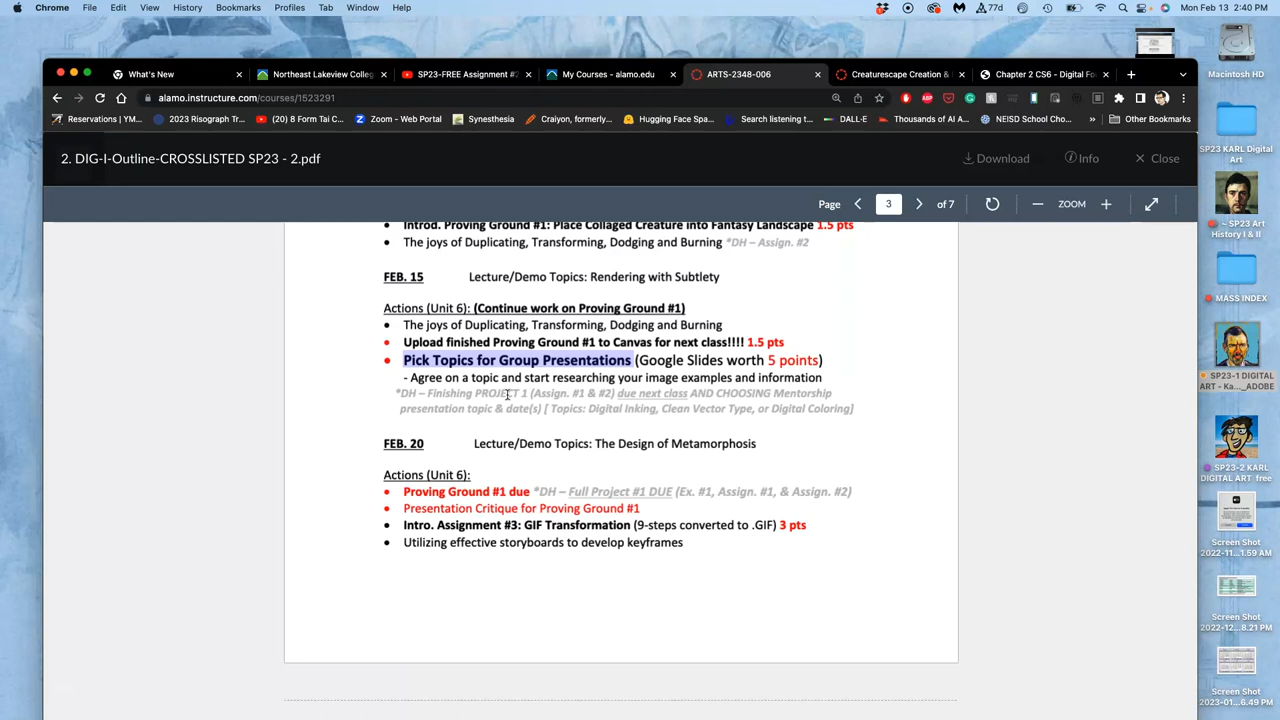 Chrome File Edit View History Bookmarks Profiles Tab Window Help 77d Mon Feb 13 2:40 PM
What's New Northeast Lakeview Colleg SP23-FREE Assignment #2 My Courses - alamo.edu ARTS-2348-006 Creaturescape Creation & Chapter 2 CS6 - Digital Fo
alamo.instructure.com/courses/1523291
Reservations | YM... 2023 Risograph Tr... (20) 8 Form Tai C... Zoom - Web Portal Synesthesia Craiyon, formerly... Hugging Face Spa... Search listening t... DALL·E Thousands of AI A... NEISD School Cho... Other Bookmarks
2. DIG-I-Outline-CROSSLISTED SP23 - 2.pdf Download Info Close
Page 3 of 7 ZOOM
• Introd. Proving Ground #1: Place Collaged Creature into Fantasy Landscape 1.5 pts
• The joys of Duplicating, Transforming, Dodging and Burning *DH – Assign. #2
FEB. 15 Lecture/Demo Topics: Rendering with Subtlety
Actions (Unit 6): (Continue work on Proving Ground #1)
• The joys of Duplicating, Transforming, Dodging and Burning
• Upload finished Proving Ground #1 to Canvas for next class!!!! 1.5 pts
• Pick Topics for Group Presentations (Google Slides worth 5 points)
- Agree on a topic and start researching your image examples and information
*DH – Finishing PROJECT 1 (Assign. #1 & #2) due next class AND CHOOSING Mentorship
presentation topic & date(s) [ Topics: Digital Inking, Clean Vector Type, or Digital Coloring]
FEB. 20 Lecture/Demo Topics: The Design of Metamorphosis
Actions (Unit 6):
• Proving Ground #1 due *DH – Full Project #1 DUE (Ex. #1, Assign. #1, & Assign. #2)
• Presentation Critique for Proving Ground #1
• Intro. Assignment #3: GIF Transformation (9-steps converted to .GIF) 3 pts
• Utilizing effective storyboards to develop keyframes
Macintosh HD
SP23 KARL Digital
Art
~ SP23 Art
History I & II
MASS INDEX
SP23-1 DIGITAL
ART - Ka..._ADOBE
SP23-2 KARL
DIGITAL ART free
Screen Shot
2022-11...1.59 AM
Screen Shot
2022-12...8.21 PM
Screen Shot
2023-01...6.49 PM